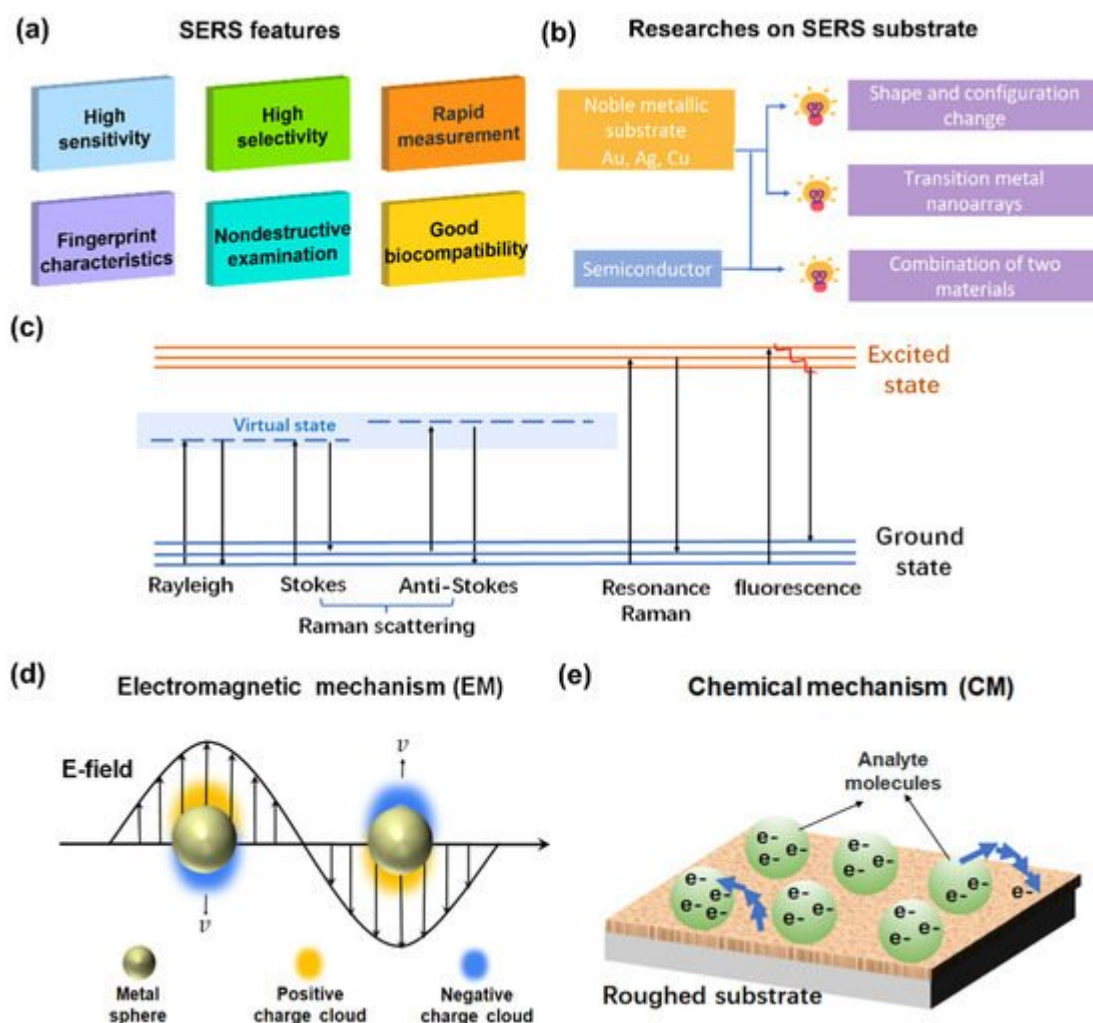 (a)
SERS features
High
sensitivity
High
selectivity
Rapid
measurement
Fingerprint
characteristics
Nondestructive
examination
Good
biocompatibility
(b)
Researches on SERS substrate
Noble metallic
substrate
Au, Ag, Cu
Semiconductor
Shape and configuration
change
Transition metal
nanoarrays
Combination of two
materials
(c)
Excited
state
Virtual state
Ground
state
Rayleigh
Stokes
Anti-Stokes
Raman scattering
Resonance
Raman
fluorescence
(d)
Electromagnetic mechanism (EM)
E-field
v
v
Metal
sphere
Positive
charge cloud
Negative
charge cloud
(e)
Chemical mechanism (CM)
Analyte
molecules
e-
e- e-
e-
e-
e- e-
e-
e-
e-
e-
e- e-
e-
e-
e- e-
e-
e-
e- e-
Roughed substrate